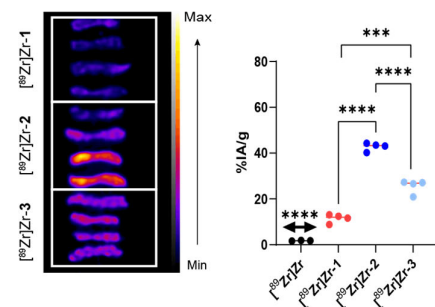 [⁸⁹Zr]Zr-1
[⁸⁹Zr]Zr-2
[⁸⁹Zr]Zr-3
Max
Min
%IA/g
80
60
40
20
0
***
****
****
****
[⁸⁹Zr]Zr
[⁸⁹Zr]Zr-1
[⁸⁹Zr]Zr-2
[⁸⁹Zr]Zr-3